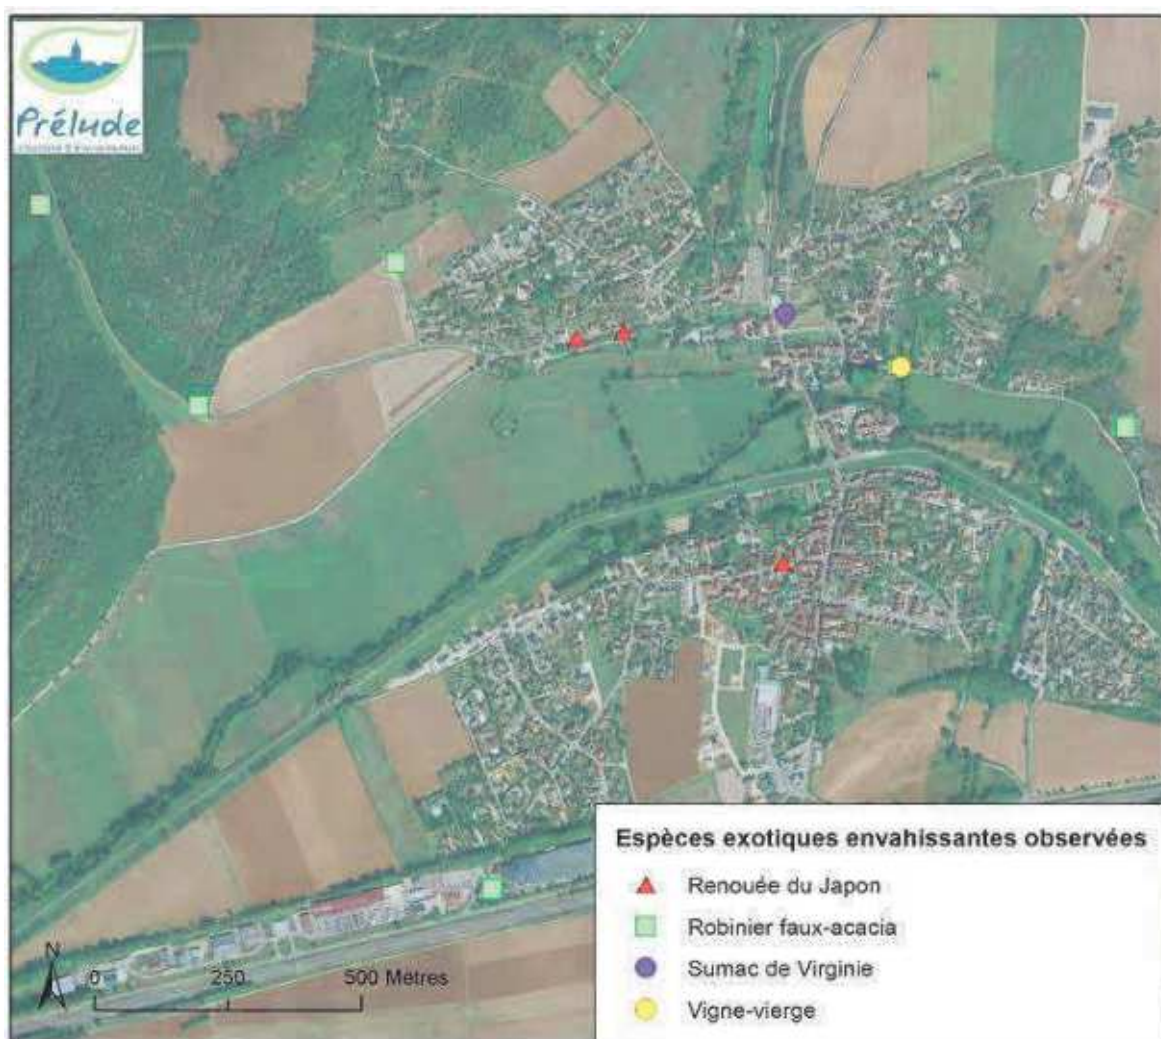 Prélude
Espèces exotiques envahissantes observées
Renouée du Japon
Robinier faux-acacia
Sumac de Virginie
Vigne-vierge
N
0 250 500 Mètres